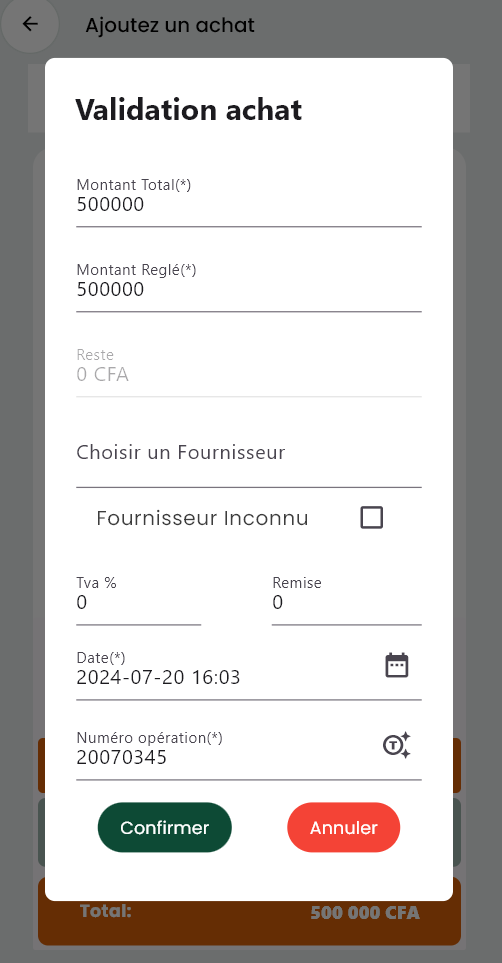 Ajoutez un achat
Validation achat
Montant Total(*)
500000
Montant Reglé(*)
500000
Reste
0 CFA
Choisir un Fournisseur
Fournisseur Inconnu
Tva %
0
Remise
0
Date(*)
2024-07-20 16:03
Numéro opération(*)
20070345
T
Confirmer
Annuler
Total:
500 000 CFA